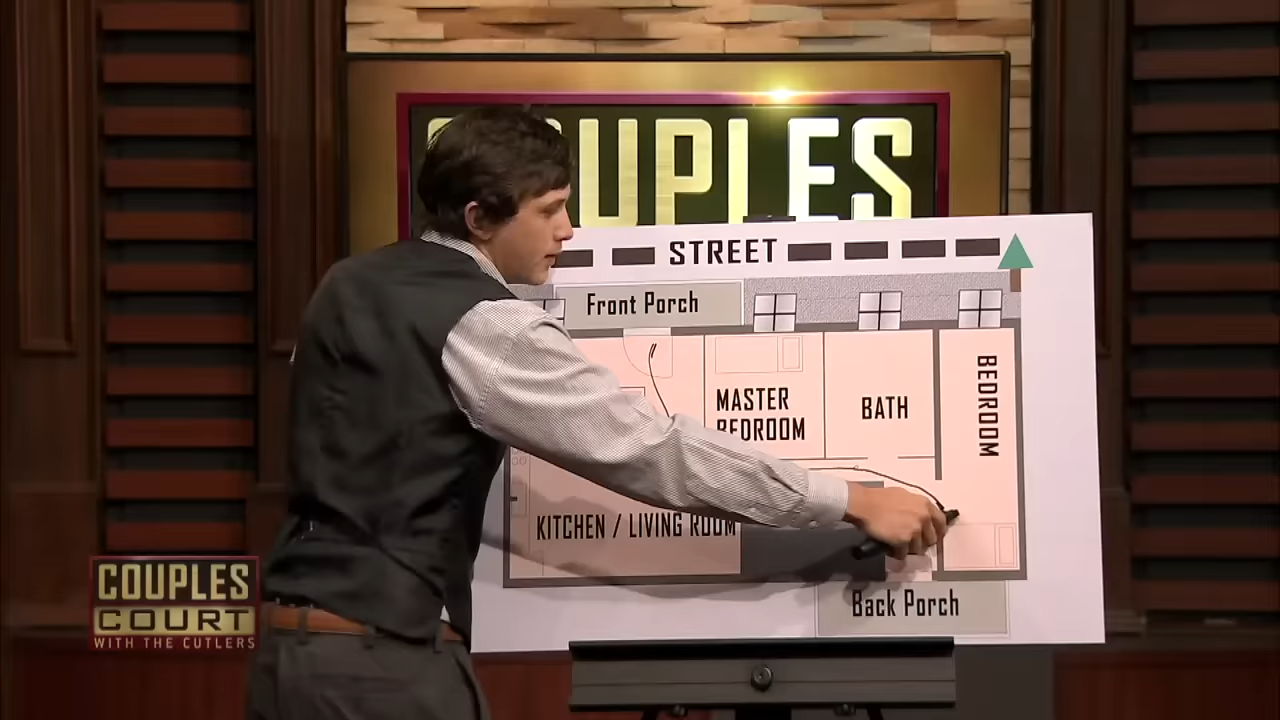 COUPLES
STREET
Front Porch
MASTER
BEDROOM
BATH
BEDROOM
KITCHEN / LIVING ROOM
Back Porch
COUPLES
COURT
WITH THE CUTLERS